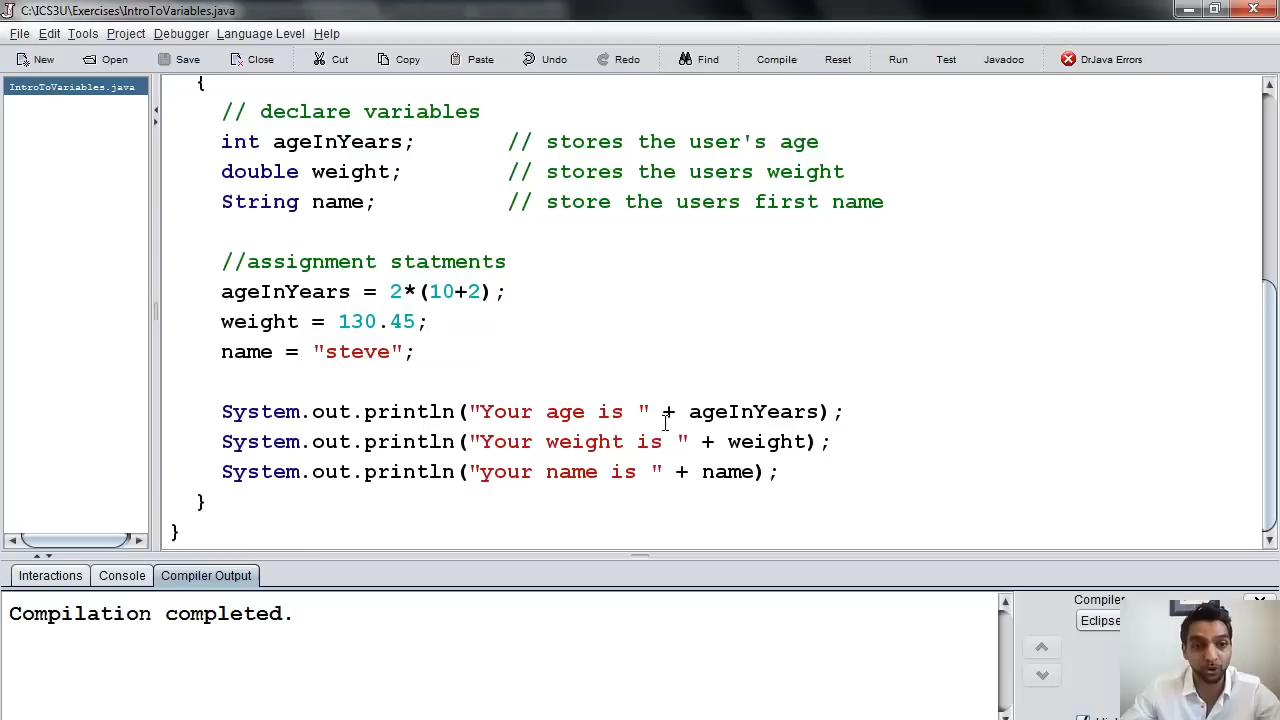 C:\ICS3U\Exercises\IntroToVariables.java
File Edit Tools Project Debugger Language Level Help
New Open Save Close Cut Copy Paste Undo Redo Find Compile Reset Run Test Javadoc DrJava Errors
IntroToVariables.java
{
// declare variables
int ageInYears; // stores the user's age
double weight; // stores the users weight
String name; // store the users first name
//assignment statments
ageInYears = 2*(10+2);
weight = 130.45;
name = "steve";
System.out.println("Your age is " + ageInYears);
System.out.println("Your weight is " + weight);
System.out.println("your name is " + name);
}
}
Interactions Console Compiler Output
Compilation completed.
Compiler
Eclipse